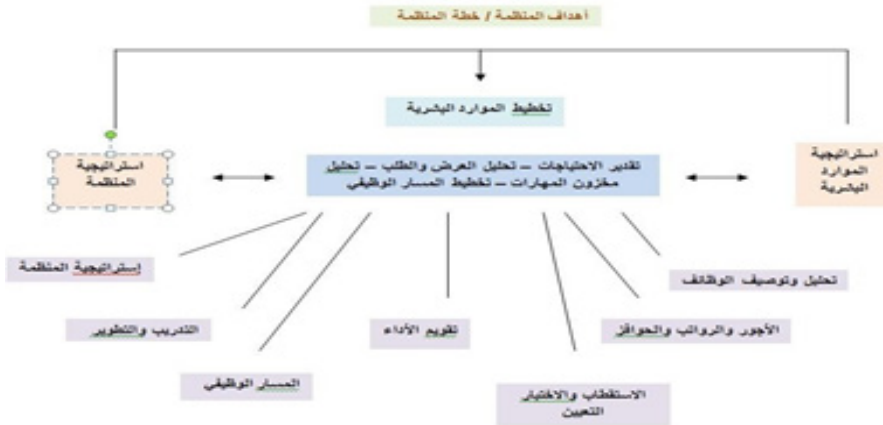 أهداف المنظمة / خطة المنظمة
تخطيط الموارد البشرية
استراتيجية
الموارد
البشرية
تقدير الاحتياجات – تحليل العرض والطلب – تحليل
مخزون المهارات – تخطيط المسار الوظيفي
استراتيجية
المنظمة
تحليل وتوصيف الوظائف
إستراتيجية المنظمة
الأجور والرواتب والحوافز
تقويم الأداء
التدريب والتطوير
المسار الوظيفي
الاستقطاب والاختيار
التعيين